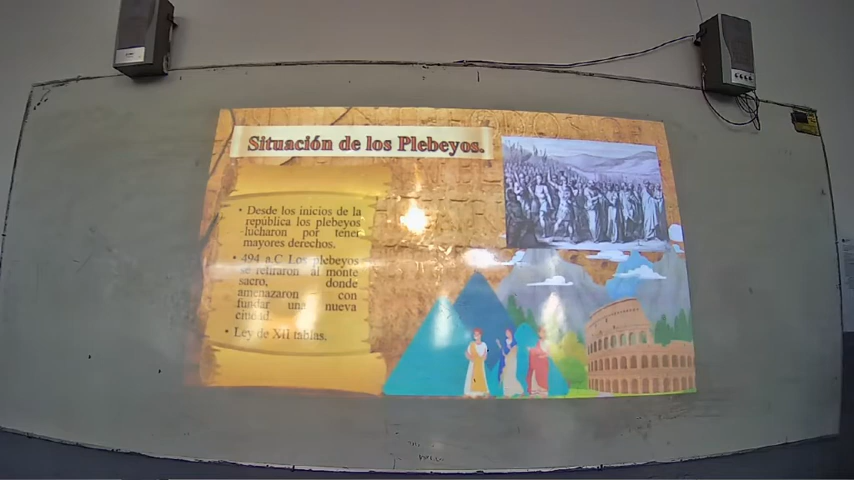 Situación de los Plebeyos.
• Desde los inicios de la
república los plebeyos
lucharon por tener
mayores derechos.
• 494 a.C Los plebeyos
se retiraron al monte
sacro, donde
amenazaron con
fundar una nueva
ciudad.
• Ley de XII tablas.